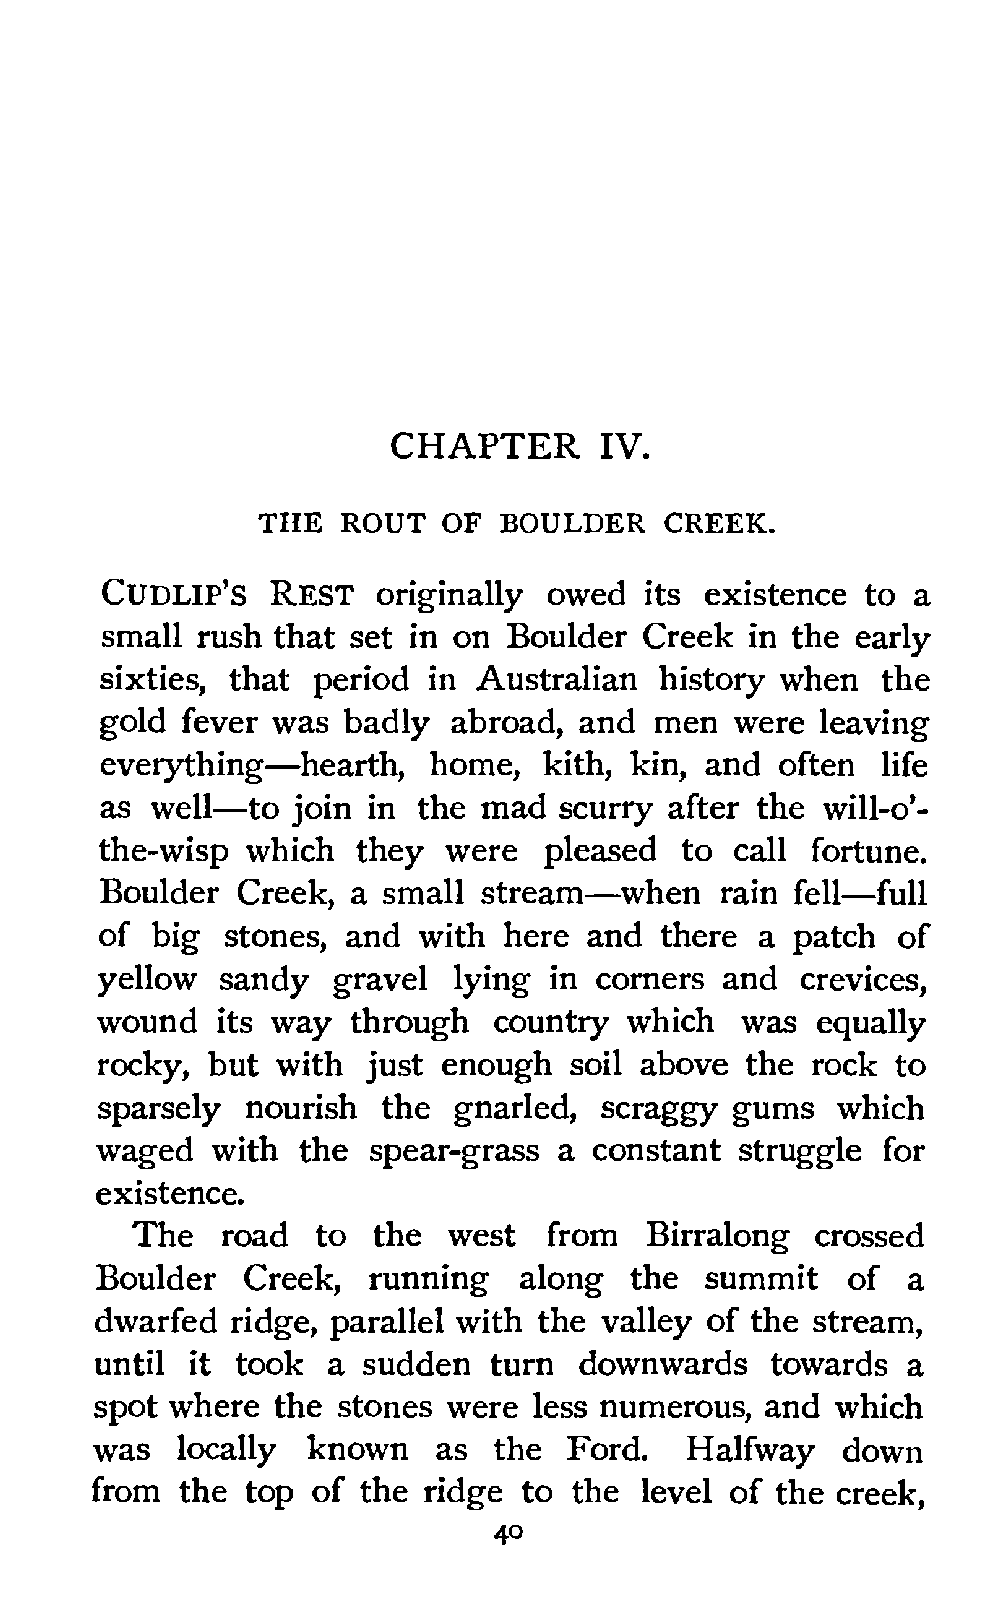 CHAPTER IV.
THE ROUT OF BOULDER CREEK.
CUDLIP'S REST originally owed its existence to a
small rush that set in on Boulder Creek in the early
sixties, that period in Australian history when the
gold fever was badly abroad, and men were leaving
everything—hearth, home, kith, kin, and often life
as well—to join in the mad scurry after the will-o'-
the-wisp which they were pleased to call fortune.
Boulder Creek, a small stream—when rain fell—full
of big stones, and with here and there a patch of
yellow sandy gravel lying in corners and crevices,
wound its way through country which was equally
rocky, but with just enough soil above the rock to
sparsely nourish the gnarled, scraggy gums which
waged with the spear-grass a constant struggle for
existence.
The road to the west from Birralong crossed
Boulder Creek, running along the summit of a
dwarfed ridge, parallel with the valley of the stream,
until it took a sudden turn downwards towards a
spot where the stones were less numerous, and which
was locally known as the Ford. Halfway down
from the top of the ridge to the level of the creek,
40